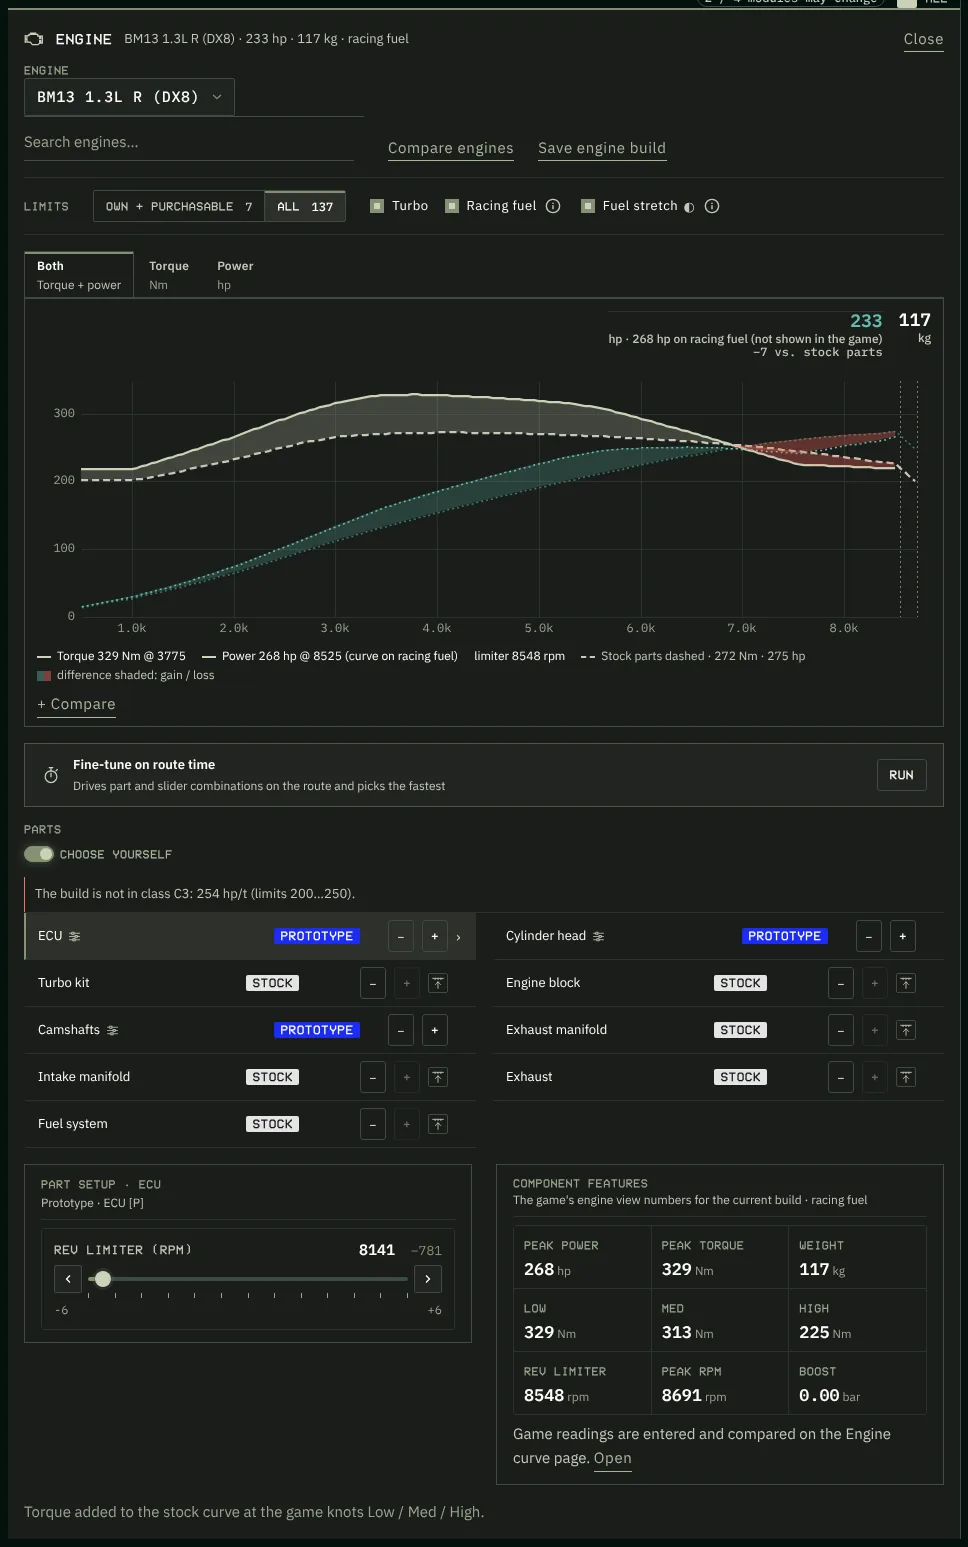 2 / 4 modules may change ALL
ENGINE BM13 1.3L R (DX8) · 233 hp · 117 kg · racing fuel
Close
ENGINE
BM13 1.3L R (DX8)
Search engines...
Compare engines Save engine build
LIMITS OWN + PURCHASABLE 7 ALL 137 Turbo Racing fuel Fuel stretch
Both Torque Power
Torque + power Nm hp
233 117
hp · 268 hp on racing fuel (not shown in the game) kg
−7 vs. stock parts
300
200
100
0
1.0k 2.0k 3.0k 4.0k 5.0k 6.0k 7.0k 8.0k
Torque 329 Nm @ 3775 Power 268 hp @ 8525 (curve on racing fuel) limiter 8548 rpm Stock parts dashed · 272 Nm · 275 hp
difference shaded: gain / loss
+ Compare
Fine-tune on route time
Drives part and slider combinations on the route and picks the fastest
RUN
PARTS
CHOOSE YOURSELF
The build is not in class C3: 254 hp/t (limits 200…250).
ECU PROTOTYPE − + ›
Cylinder head PROTOTYPE − +
Turbo kit STOCK − +
Engine block STOCK − +
Camshafts PROTOTYPE − +
Exhaust manifold STOCK − +
Intake manifold STOCK − +
Exhaust STOCK − +
Fuel system STOCK − +
PART SETUP · ECU
Prototype · ECU [P]
REV LIMITER (RPM) 8141 −781
-6 +6
COMPONENT FEATURES
The game's engine view numbers for the current build · racing fuel
PEAK POWER PEAK TORQUE WEIGHT
268 hp 329 Nm 117 kg
LOW MED HIGH
329 Nm 313 Nm 225 Nm
REV LIMITER PEAK RPM BOOST
8548 rpm 8691 rpm 0.00 bar
Game readings are entered and compared on the Engine
curve page. Open
Torque added to the stock curve at the game knots Low / Med / High.